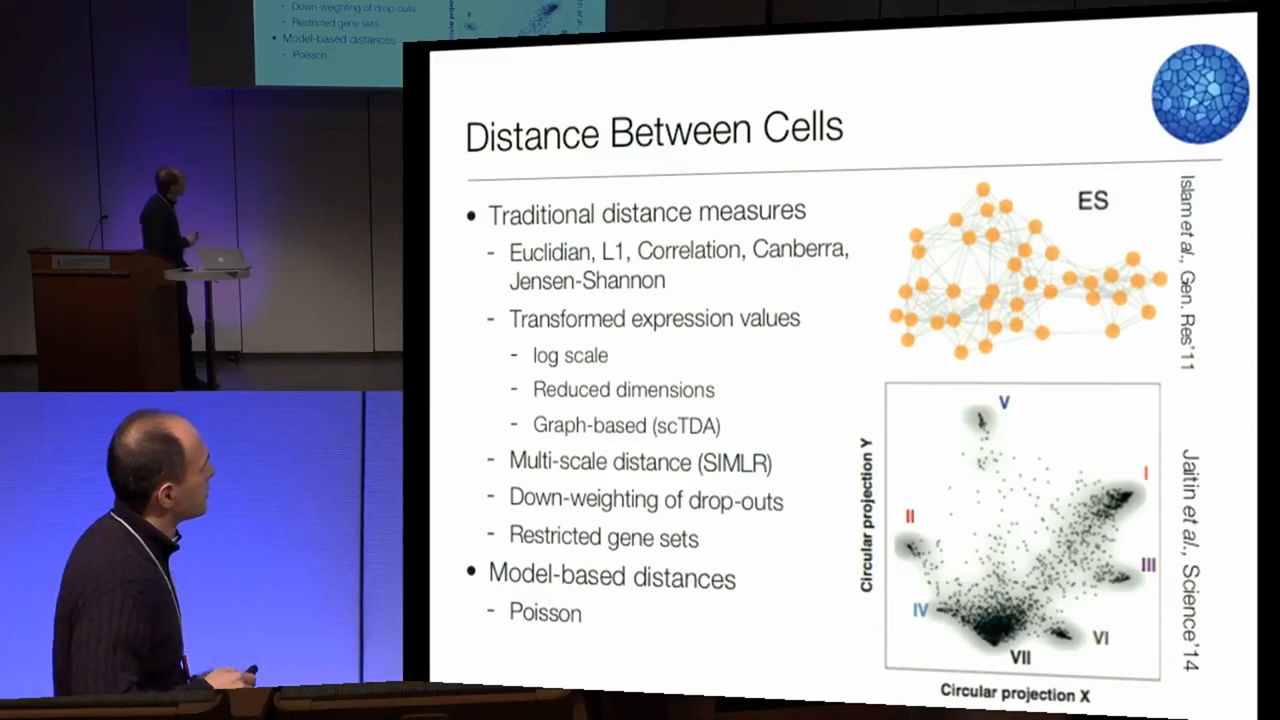 Down-weighting of drop-outs
- Restricted gene sets
• Model-based distances
- Poisson
Distance Between Cells
• Traditional distance measures
- Euclidian, L1, Correlation, Canberra,
Jensen-Shannon
- Transformed expression values
- log scale
- Reduced dimensions
- Graph-based (scTDA)
- Multi-scale distance (SIMLR)
- Down-weighting of drop-outs
- Restricted gene sets
• Model-based distances
- Poisson
ES
Islam et al., Gen. Res'11
V
I
II
III
IV
VI
VII
Circular projection Y
Circular projection X
Jaitin et al., Science'14